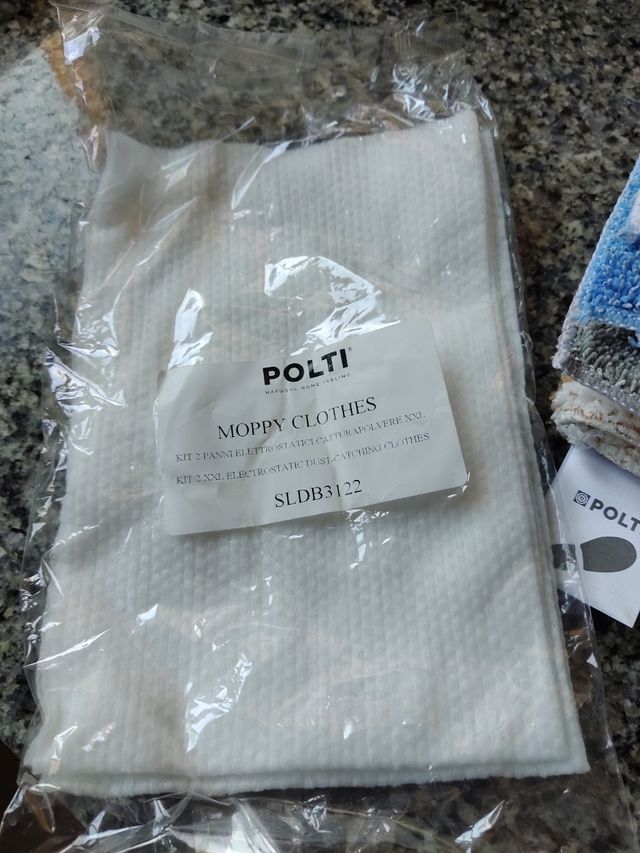 POLTI®
NATURAL HOME FEELING
MOPPY CLOTHES
KIT 2 PANNI ELETTROSTATICI CATTURAPOLVERE XXL
KIT 2 XXL ELECTROSTATIC DUST-CATCHING CLOTHES
SLDB3122
POLTI